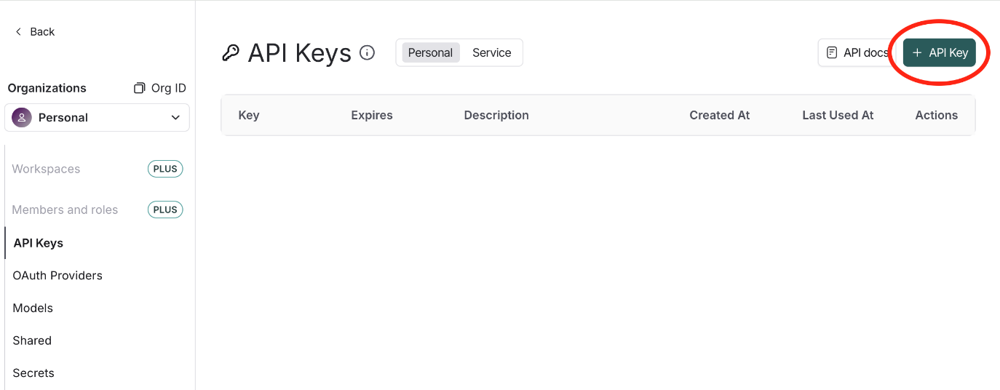 Back
Organizations
Org ID
Personal
Workspaces PLUS
Members and roles PLUS
API Keys
OAuth Providers
Models
Shared
Secrets
API Keys
Personal Service
API docs
+ API Key
Key Expires Description Created At Last Used At Actions